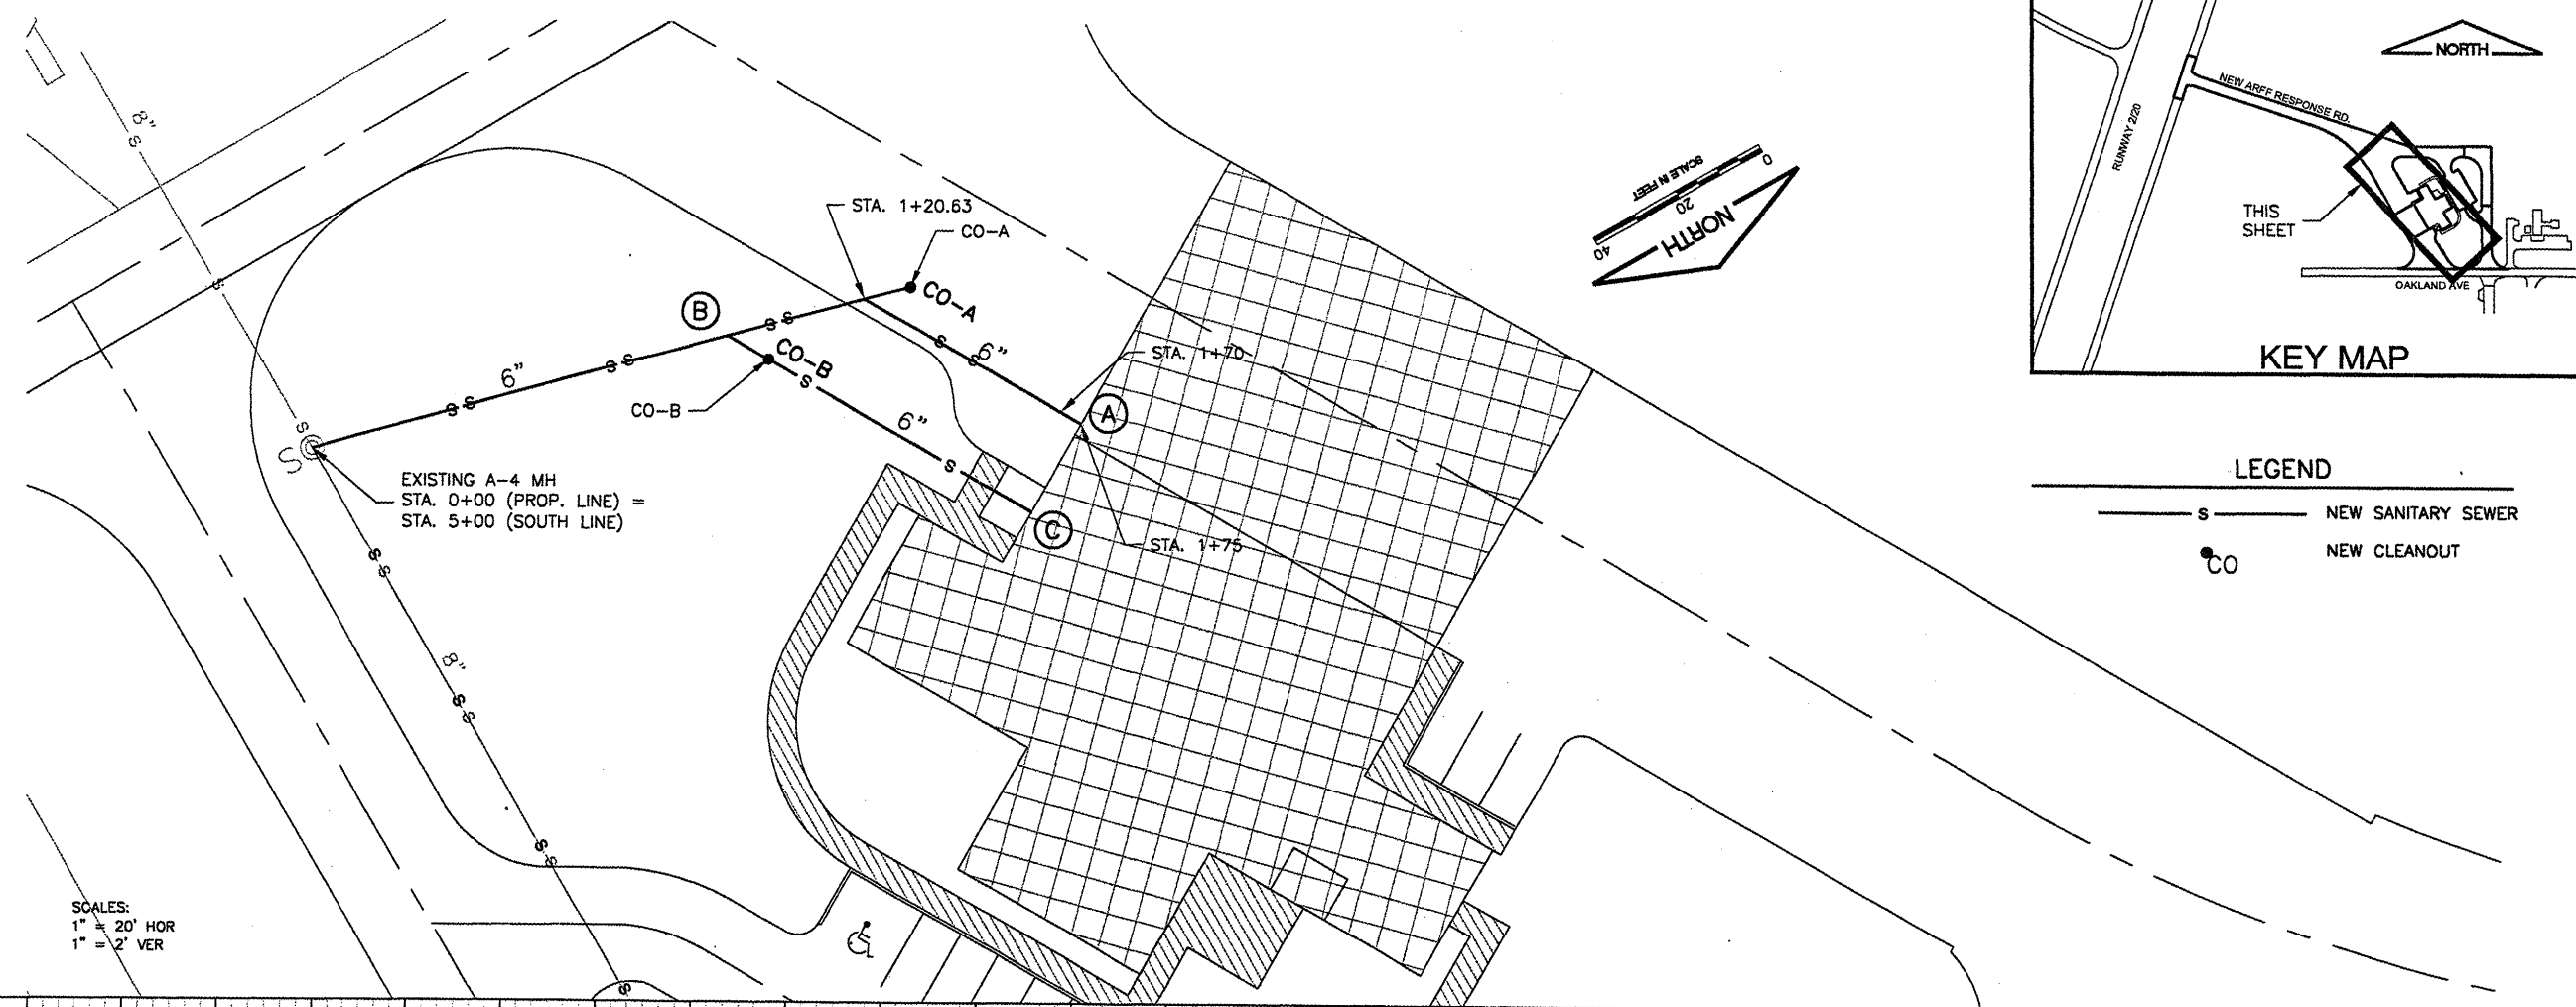 8"
S
S
STA. 1+20.63
CO-A
CO-A
B
S S
6"
S S
6"
S S
S
S
CO-B
S
CO-B
6"
S
STA. 1+70
A
C
STA. 1+75
S
S
EXISTING A-4 MH
STA. 0+00 (PROP. LINE) =
STA. 5+00 (SOUTH LINE)
S S
8"
S S
S S
S
SCALES:
1" = 20' HOR
1" = 2' VER
SCALE IN FEET
0
20
40
NORTH
NORTH
NEW ARFF RESPONSE RD.
RUNWAY 2/20
THIS
SHEET
OAKLAND AVE
KEY MAP
LEGEND
S NEW SANITARY SEWER
CO NEW CLEANOUT